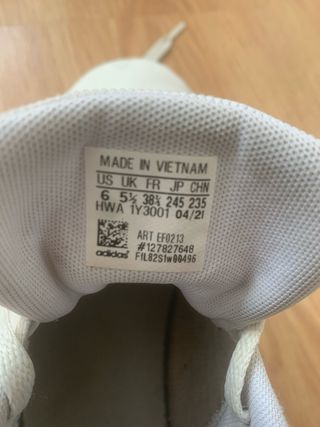 MADE IN VIETNAM
US UK FR JP CHN
6 5½ 38⅔ 245 235
HWA 1Y3001 04/21
ART EF0213
#127827648
adidas F1L82S1W00496